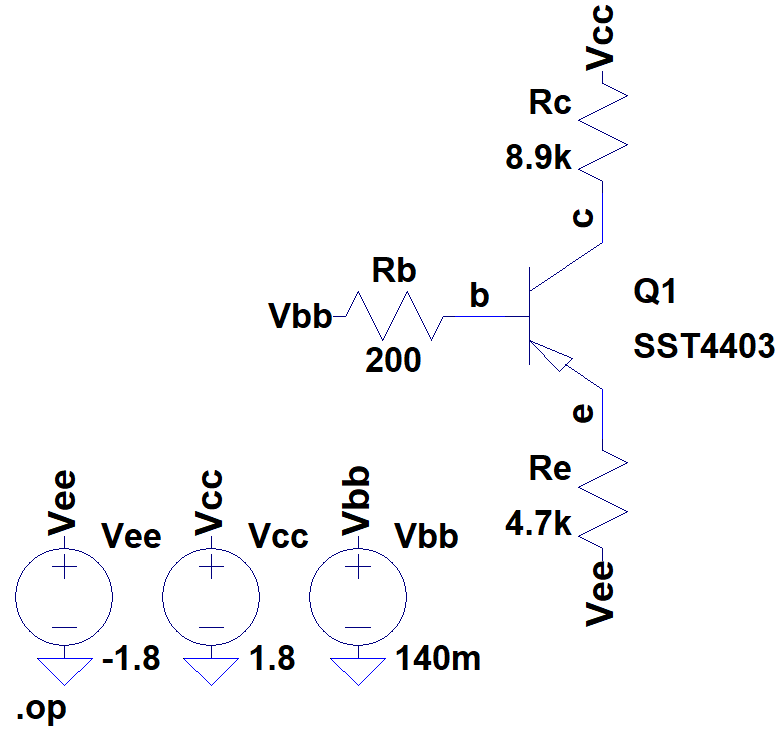 Vcc
Rc
8.9k
c
Rb
Vbb
200
b
Q1
SST4403
e
Re
4.7k
Vee
Vee
Vee
-1.8
Vcc
Vcc
1.8
Vbb
Vbb
140m
.op